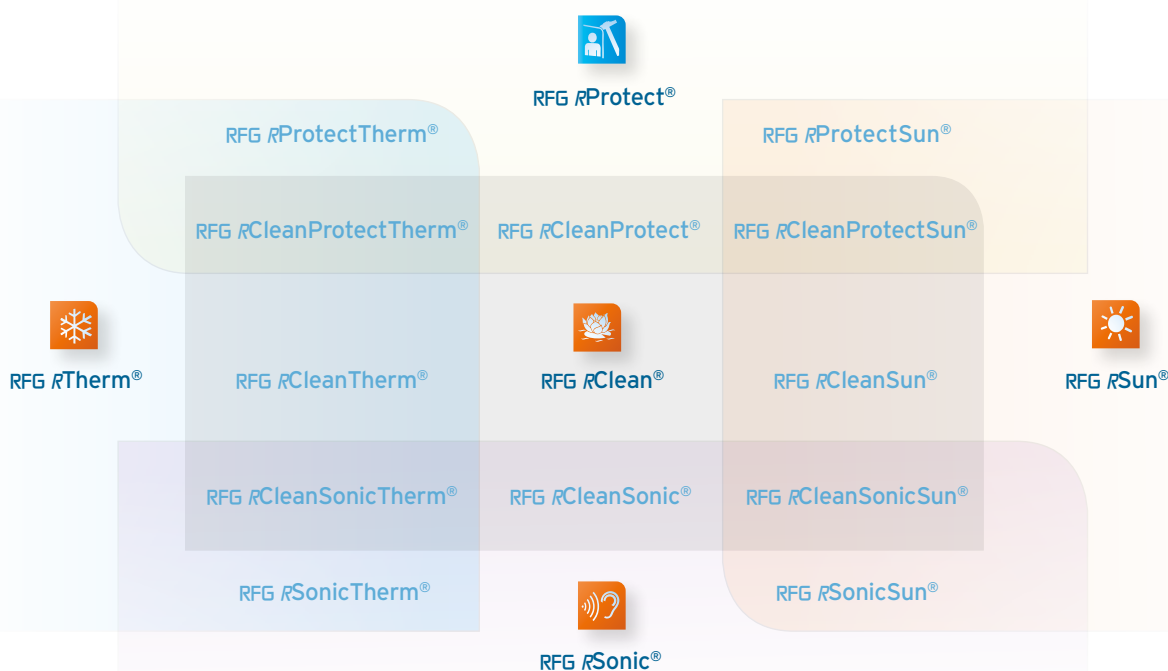 RFG RProtect®
RFG RProtectTherm® RFG RProtectSun®
RFG RCleanProtectTherm® RFG RCleanProtect® RFG RCleanProtectSun®
RFG RTherm® RFG RCleanTherm® RFG RClean® RFG RCleanSun® RFG RSun®
RFG RCleanSonicTherm® RFG RCleanSonic® RFG RCleanSonicSun®
RFG RSonicTherm® RFG RSonicSun®
RFG RSonic®